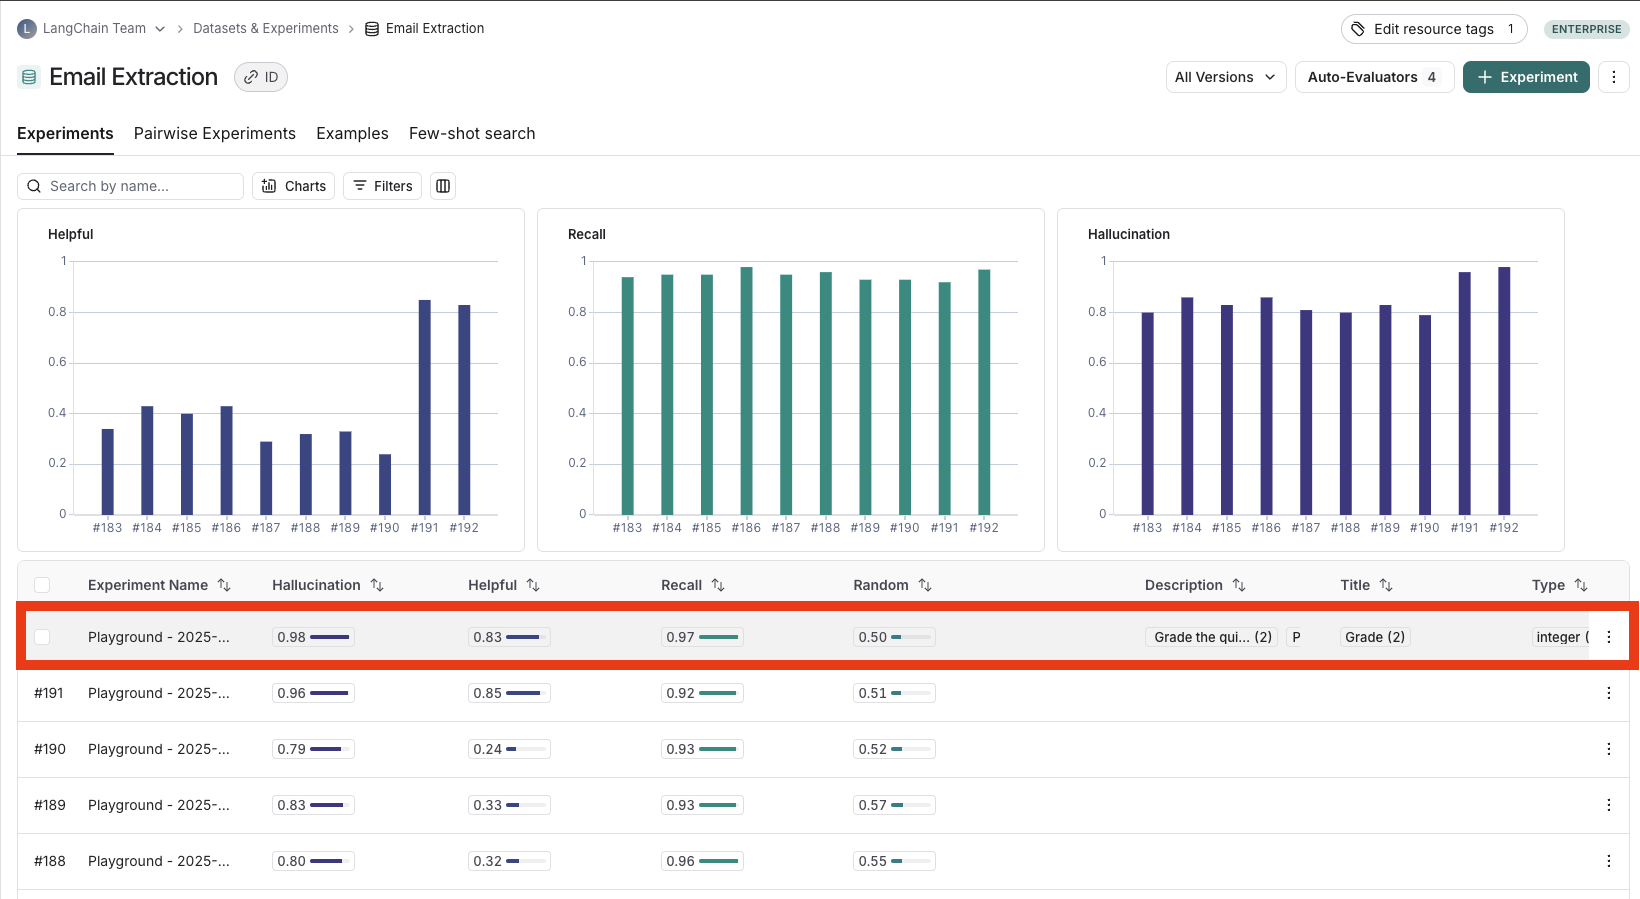 L LangChain Team > Datasets & Experiments > Email Extraction
Edit resource tags 1 ENTERPRISE
Email Extraction ID
All Versions Auto-Evaluators 4 + Experiment
Experiments Pairwise Experiments Examples Few-shot search
Search by name... Charts Filters
Helpful
1
0.8
0.6
0.4
0.2
0
#183 #184 #185 #186 #187 #188 #189 #190 #191 #192
Recall
1
0.8
0.6
0.4
0.2
0
#183 #184 #185 #186 #187 #188 #189 #190 #191 #192
Hallucination
1
0.8
0.6
0.4
0.2
0
#183 #184 #185 #186 #187 #188 #189 #190 #191 #192
Experiment Name Hallucination Helpful Recall Random Description Title Type
Playground - 2025-... 0.98 0.83 0.97 0.50 Grade the qui... (2) P Grade (2) integer (
#191 Playground - 2025-... 0.96 0.85 0.92 0.51
#190 Playground - 2025-... 0.79 0.24 0.93 0.52
#189 Playground - 2025-... 0.83 0.33 0.93 0.57
#188 Playground - 2025-... 0.80 0.32 0.96 0.55